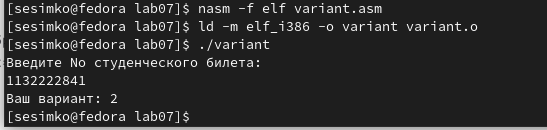 [sesimko@fedora lab07]$ nasm -f elf variant.asm
[sesimko@fedora lab07]$ ld -m elf_i386 -o variant variant.o
[sesimko@fedora lab07]$ ./variant
Введите No студенческого билета:
1132222841
Ваш вариант: 2
[sesimko@fedora lab07]$